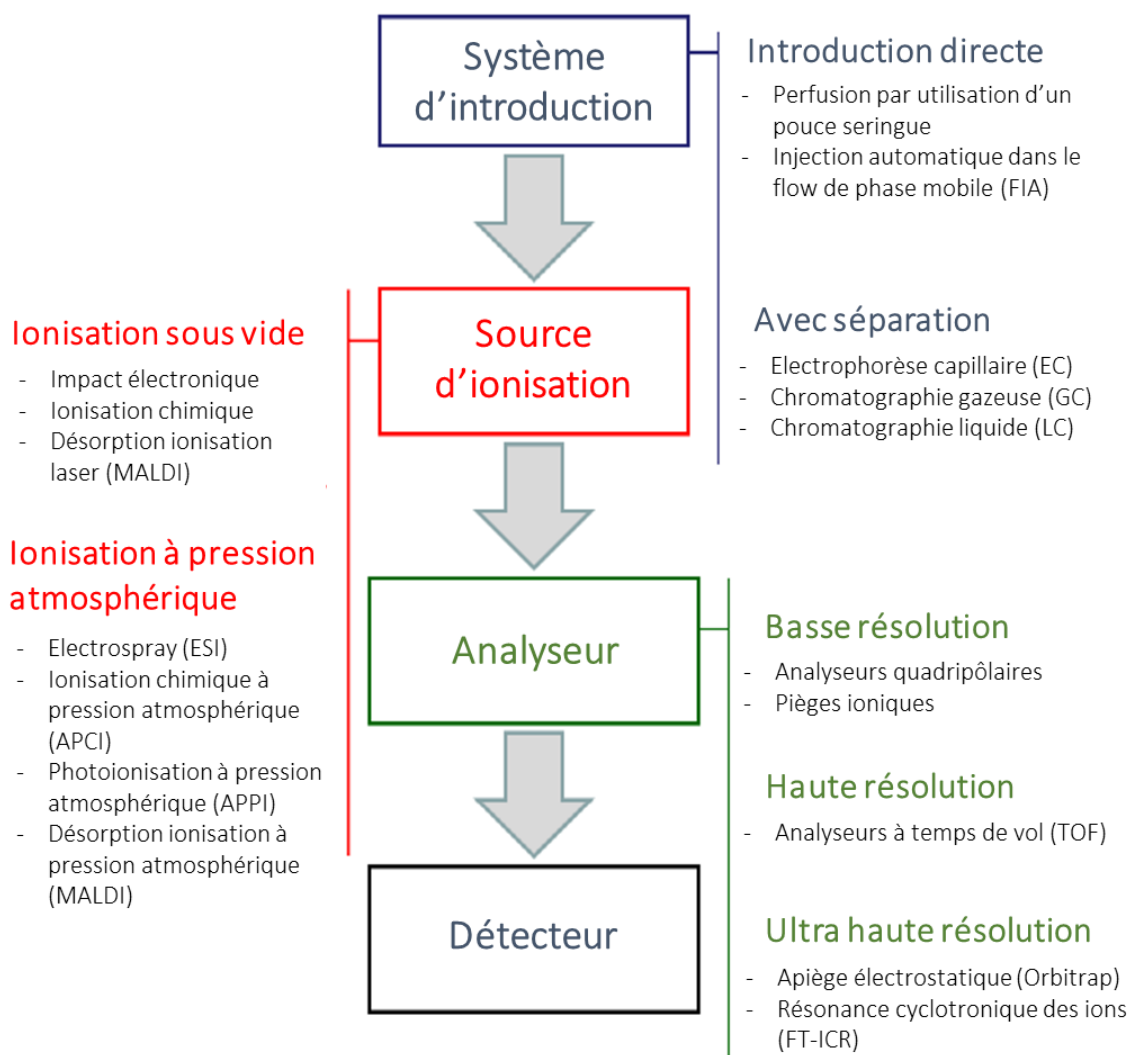 Système
d'introduction
Introduction directe
- Perfusion par utilisation d'un
pouce seringue
- Injection automatique dans le
flow de phase mobile (FIA)
Avec séparation
- Electrophorèse capillaire (EC)
- Chromatographie gazeuse (GC)
- Chromatographie liquide (LC)
Source
d'ionisation
Ionisation sous vide
- Impact électronique
- Ionisation chimique
- Désorption ionisation
laser (MALDI)
Ionisation à pression
atmosphérique
- Electrospray (ESI)
- Ionisation chimique à
pression atmosphérique
(APCI)
- Photoionisation à pression
atmosphérique (APPI)
- Désorption ionisation à
pression atmosphérique
(MALDI)
Analyseur
Basse résolution
- Analyseurs quadripôlaires
- Pièges ioniques
Haute résolution
- Analyseurs à temps de vol (TOF)
Ultra haute résolution
- Apiège électrostatique (Orbitrap)
- Résonance cyclotronique des ions
(FT-ICR)
Détecteur